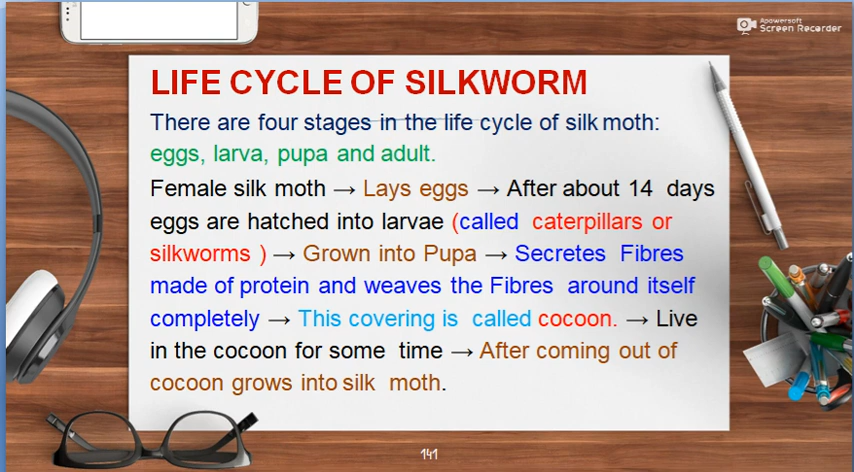 Apowersoft
Screen Recorder
LIFE CYCLE OF SILKWORM
There are four stages in the life cycle of silk moth:
eggs, larva, pupa and adult.
Female silk moth → Lays eggs → After about 14 days
eggs are hatched into larvae (called caterpillars or
silkworms ) → Grown into Pupa → Secretes Fibres
made of protein and weaves the Fibres around itself
completely → This covering is called cocoon. → Live
in the cocoon for some time → After coming out of
cocoon grows into silk moth.
141